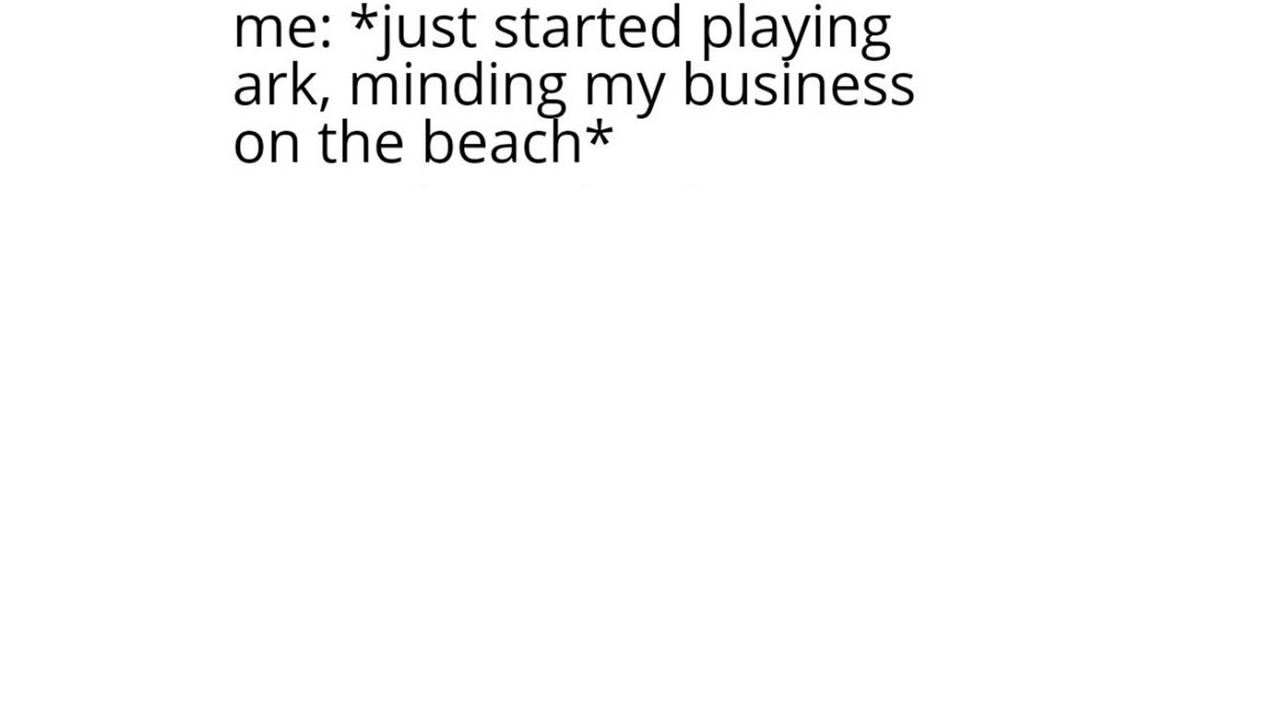 me: *just started playing
ark, minding my business
on the beach*